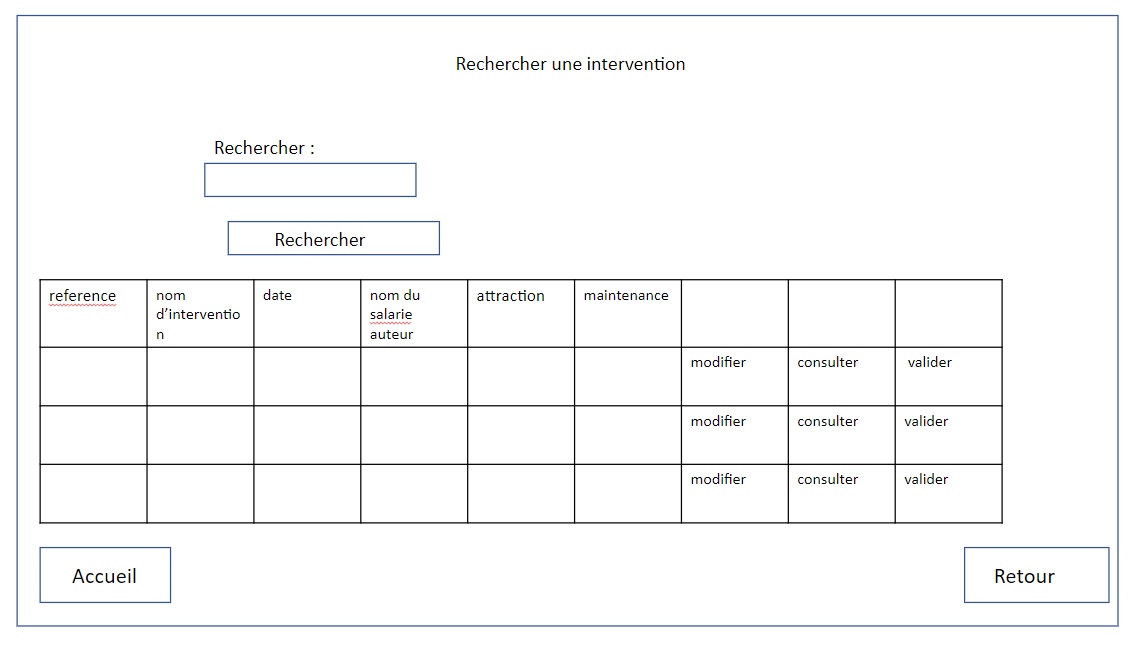 Rechercher une intervention
Rechercher :
Rechercher
reference
nom
d’interventio
n
date
nom du
salarie
auteur
attraction
maintenance
modifier
consulter
valider
modifier
consulter
valider
modifier
consulter
valider
Accueil
Retour